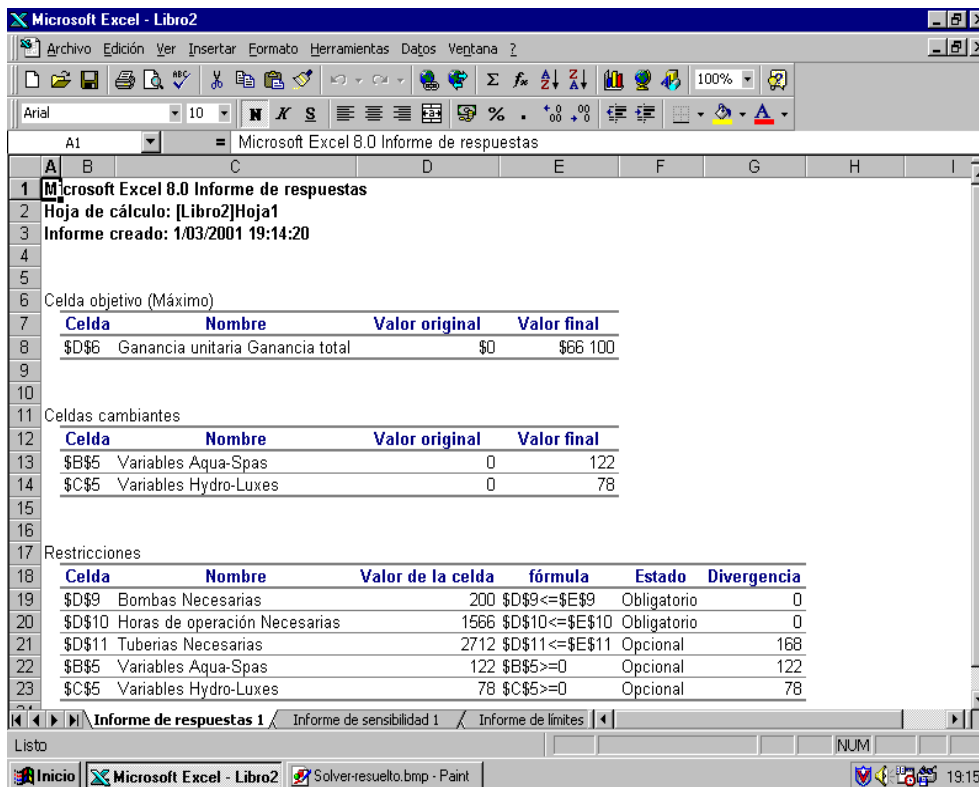 Microsoft Excel - Libro2
Archivo Edición Ver Insertar Formato Herramientas Datos Ventana ?
100%
Arial 10 N K S % .
A1 = Microsoft Excel 8.0 Informe de respuestas
A B C D E F G H I
1 Microsoft Excel 8.0 Informe de respuestas
2 Hoja de cálculo: [Libro2]Hoja1
3 Informe creado: 1/03/2001 19:14:20
4
5
6 Celda objetivo (Máximo)
7 Celda Nombre Valor original Valor final
8 $D$6 Ganancia unitaria Ganancia total $0 $66 100
9
10
11 Celdas cambiantes
12 Celda Nombre Valor original Valor final
13 $B$5 Variables Aqua-Spas 0 122
14 $C$5 Variables Hydro-Luxes 0 78
15
16
17 Restricciones
18 Celda Nombre Valor de la celda fórmula Estado Divergencia
19 $D$9 Bombas Necesarias 200 $D$9<=$E$9 Obligatorio 0
20 $D$10 Horas de operación Necesarias 1566 $D$10<=$E$10 Obligatorio 0
21 $D$11 Tuberias Necesarias 2712 $D$11<=$E$11 Opcional 168
22 $B$5 Variables Aqua-Spas 122 $B$5>=0 Opcional 122
23 $C$5 Variables Hydro-Luxes 78 $C$5>=0 Opcional 78
Informe de respuestas 1 Informe de sensibilidad 1 Informe de límites
Listo NUM
Inicio Microsoft Excel - Libro2 Solver-resuelto.bmp - Paint 19:15